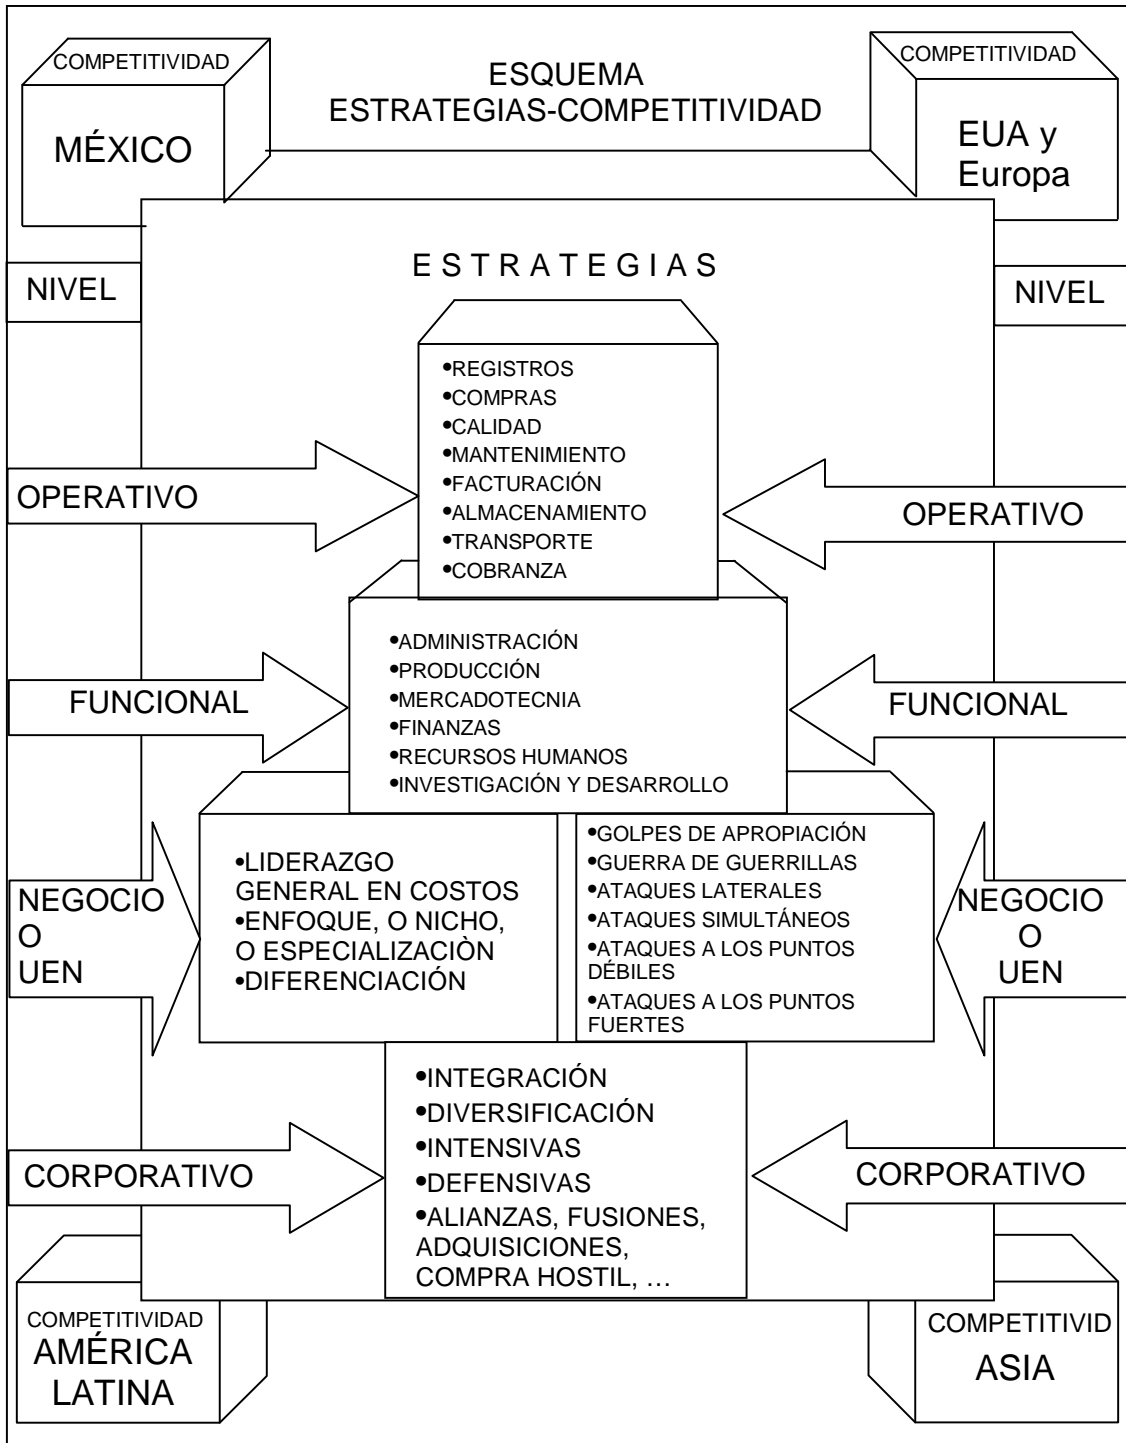 COMPETITIVIDAD
MÉXICO
ESQUEMA
ESTRATEGIAS-COMPETITIVIDAD
COMPETITIVIDAD
EUA y
Europa
NIVEL
E S T R A T E G I A S
NIVEL
•REGISTROS
•COMPRAS
•CALIDAD
•MANTENIMIENTO
•FACTURACIÓN
•ALMACENAMIENTO
•TRANSPORTE
•COBRANZA
OPERATIVO
OPERATIVO
•ADMINISTRACIÓN
•PRODUCCIÓN
•MERCADOTECNIA
•FINANZAS
•RECURSOS HUMANOS
•INVESTIGACIÓN Y DESARROLLO
FUNCIONAL
FUNCIONAL
NEGOCIO
O
UEN
•LIDERAZGO
GENERAL EN COSTOS
•ENFOQUE, O NICHO,
O ESPECIALIZACIÒN
•DIFERENCIACIÓN
•GOLPES DE APROPIACIÓN
•GUERRA DE GUERRILLAS
•ATAQUES LATERALES
•ATAQUES SIMULTÁNEOS
•ATAQUES A LOS PUNTOS
DÉBILES
•ATAQUES A LOS PUNTOS
FUERTES
NEGOCIO
O
UEN
CORPORATIVO
•INTEGRACIÓN
•DIVERSIFICACIÓN
•INTENSIVAS
•DEFENSIVAS
•ALIANZAS, FUSIONES,
ADQUISICIONES,
COMPRA HOSTIL, …
CORPORATIVO
COMPETITIVIDAD
AMÉRICA
LATINA
COMPETITIVID
ASIA